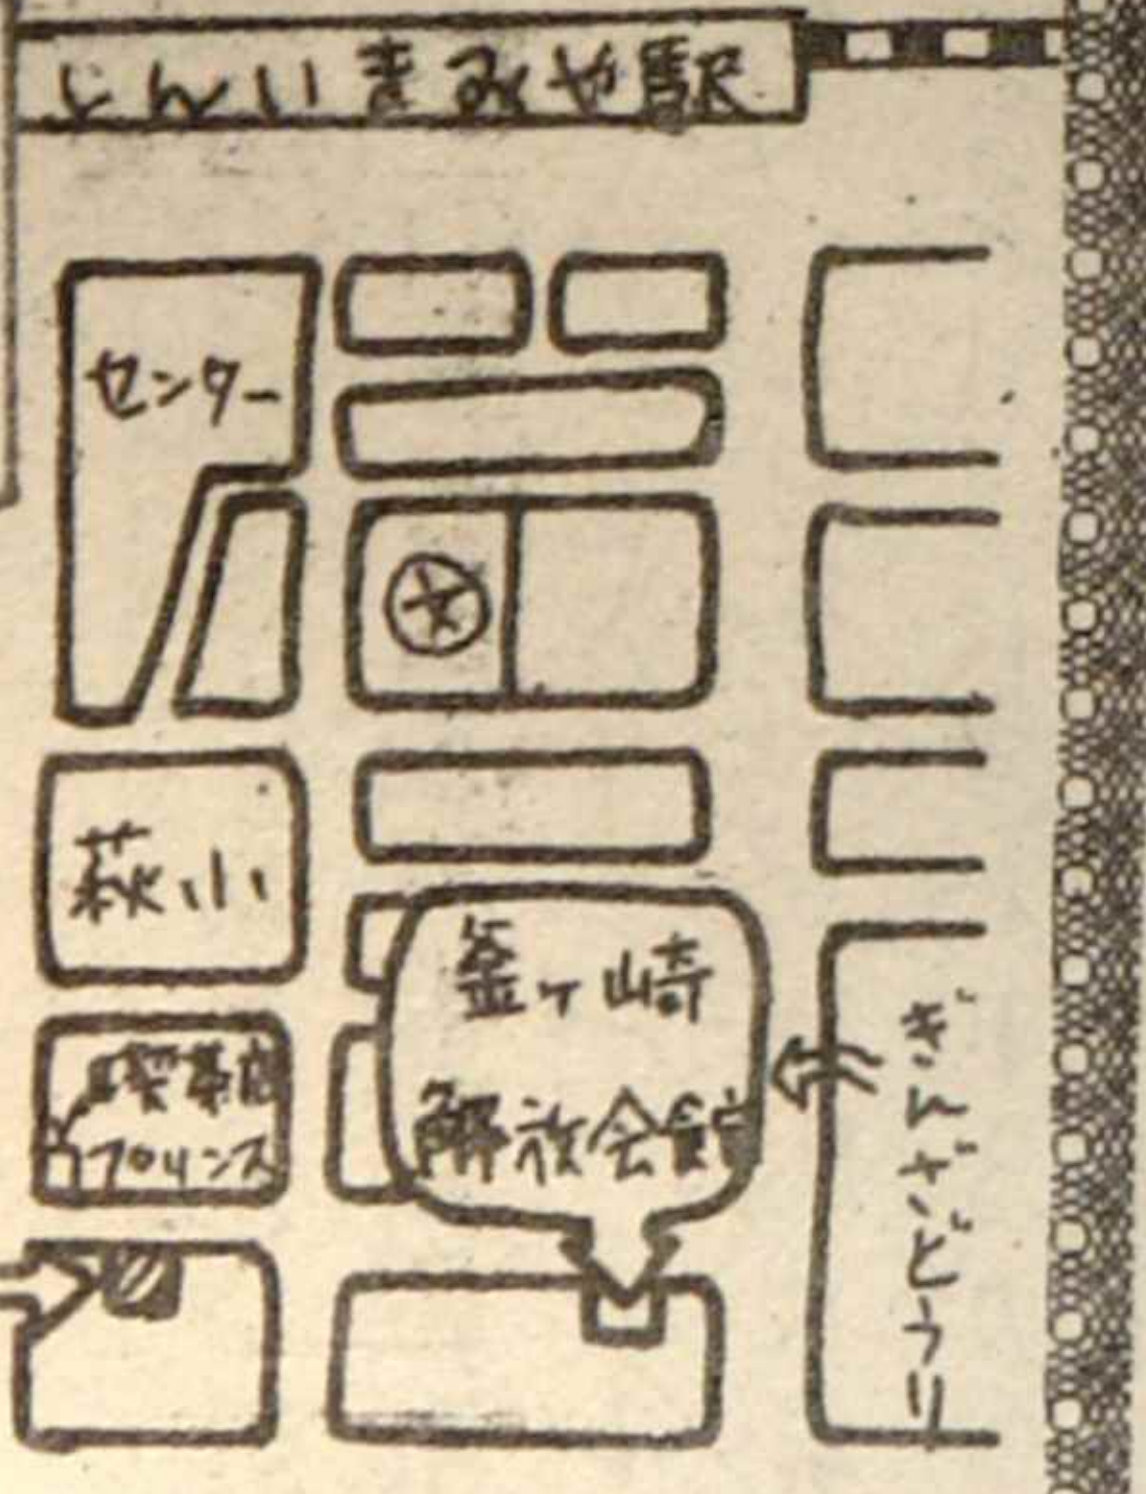 しんいまみや駅
センター
萩小
釜ヶ崎
解放会館
喫茶店
プリンス
ぎんざどうり